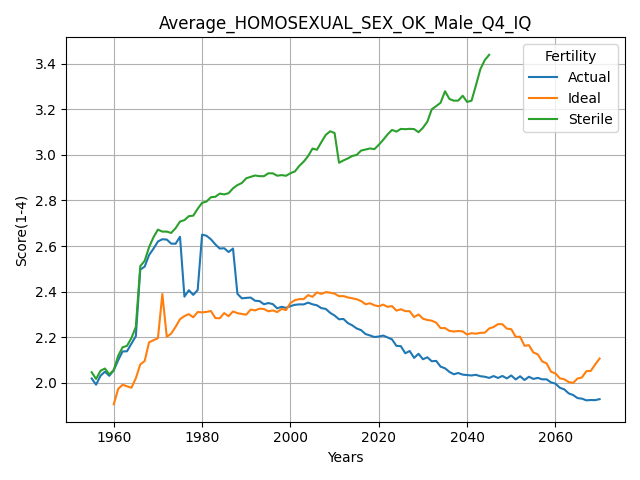 Average_HOMOSEXUAL_SEX_OK_Male_Q4_IQ
Fertility
Actual
Ideal
Sterile
Score(1-4)
3.4
3.2
3.0
2.8
2.6
2.4
2.2
2.0
1960 1980 2000 2020 2040 2060
Years